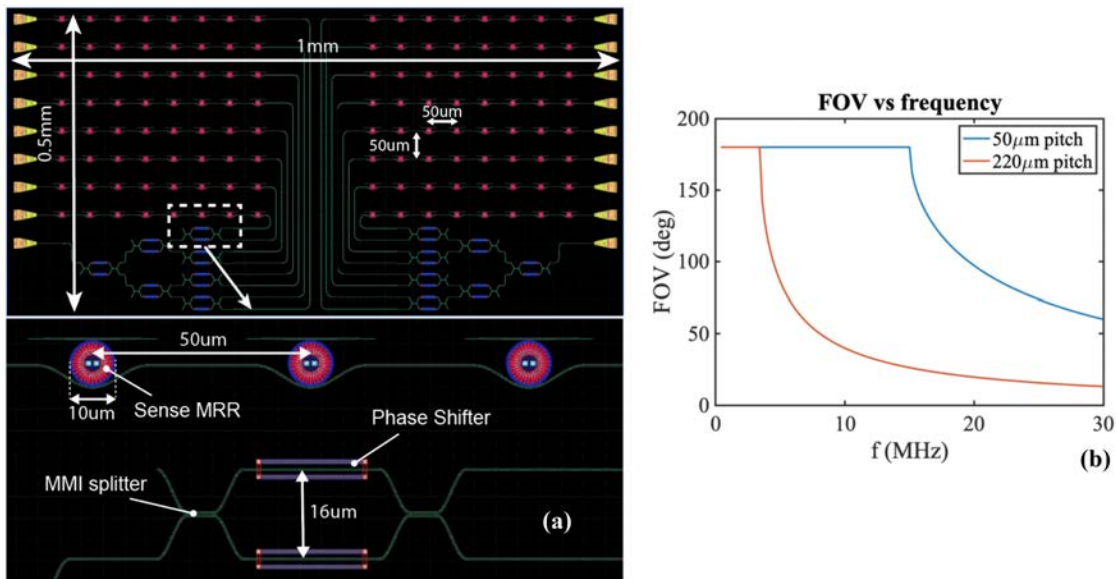 1mm
0.5mm
50um
50um
50um
10um
Sense MRR
Phase Shifter
MMI splitter
16um
(a)
FOV vs frequency
50μm pitch
220μm pitch
200
150
100
50
0
FOV (deg)
0
10
20
30
f (MHz)
(b)